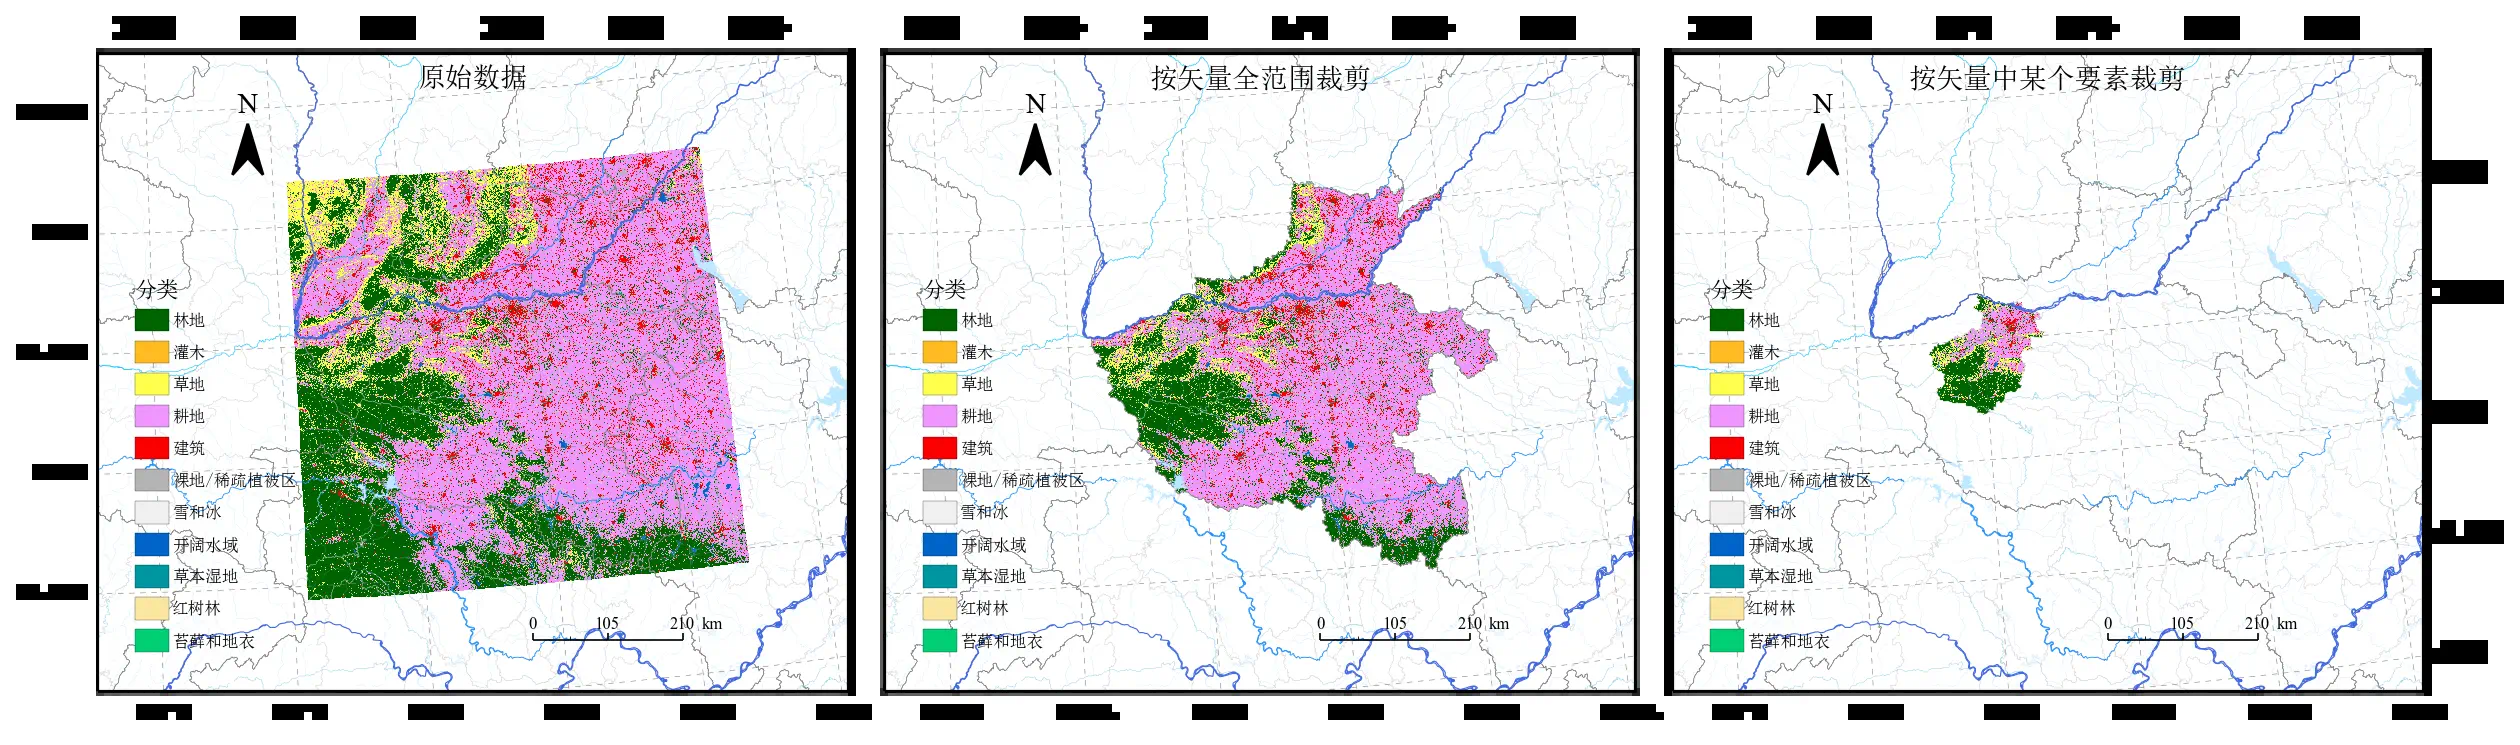 原始数据
N
分类
林地
灌木
草地
耕地
建筑
裸地/稀疏植被区
雪和冰
开阔水域
草本湿地
红树林
苔藓和地衣
0 105 210 km
按矢量全范围裁剪
N
分类
林地
灌木
草地
耕地
建筑
裸地/稀疏植被区
雪和冰
开阔水域
草本湿地
红树林
苔藓和地衣
0 105 210 km
按矢量中某个要素裁剪
N
分类
林地
灌木
草地
耕地
建筑
裸地/稀疏植被区
雪和冰
开阔水域
草本湿地
红树林
苔藓和地衣
0 105 210 km